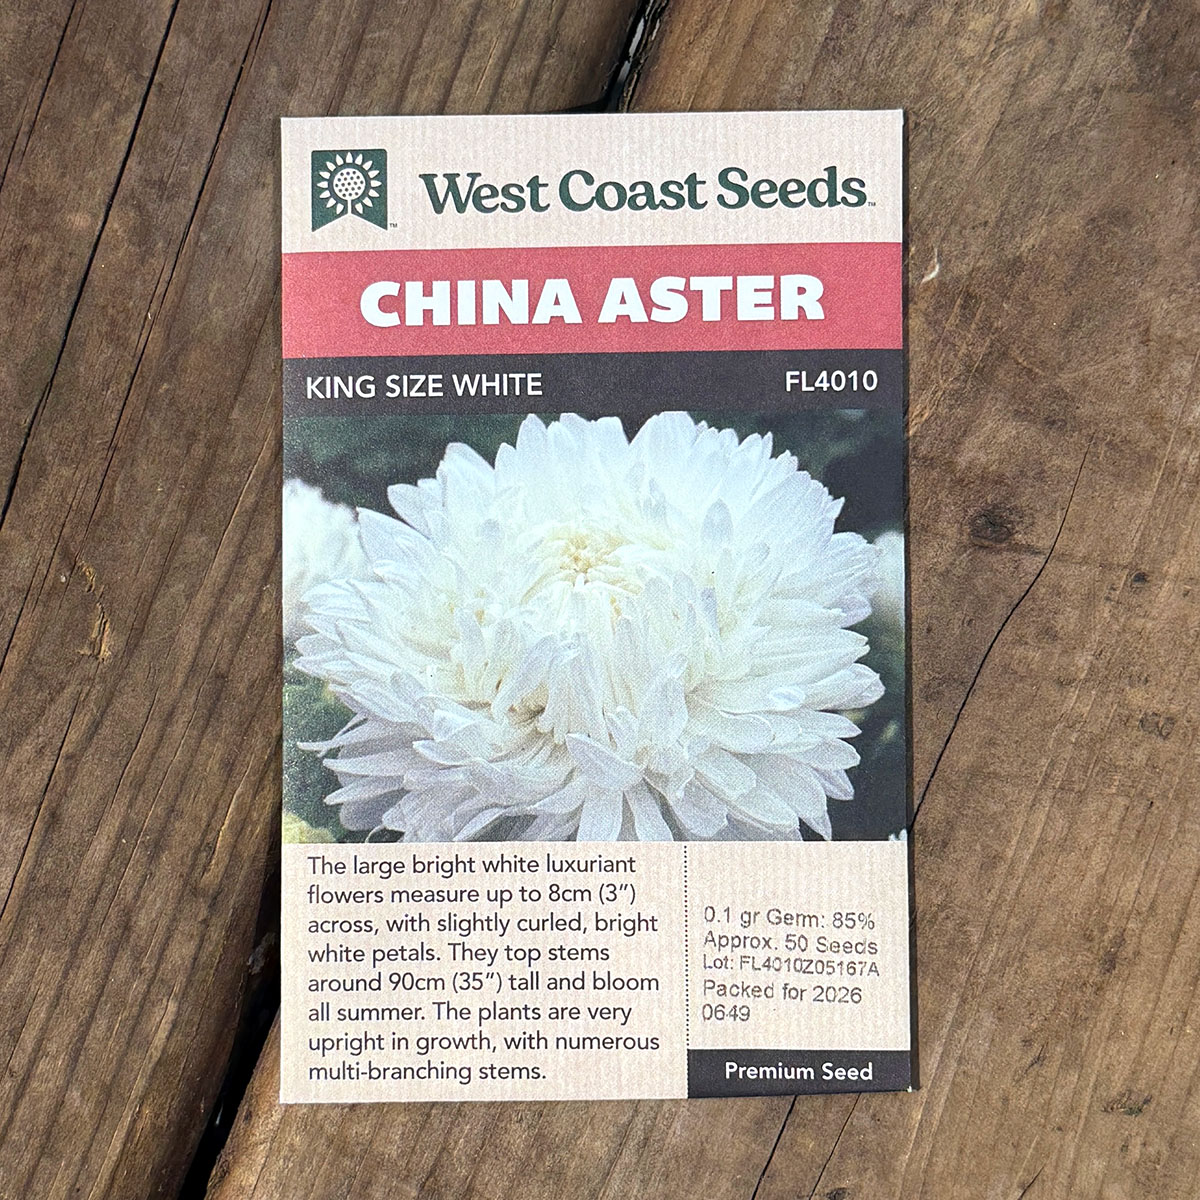 West Coast Seeds™
CHINA ASTER
KING SIZE WHITE FL4010
The large bright white luxuriant
flowers measure up to 8cm (3”)
across, with slightly curled, bright
white petals. They top stems
around 90cm (35”) tall and bloom
all summer. The plants are very
upright in growth, with numerous
multi-branching stems.
0.1 gr Germ: 85%
Approx. 50 Seeds
Lot: FL4010Z05167A
Packed for 2026
0649
Premium Seed